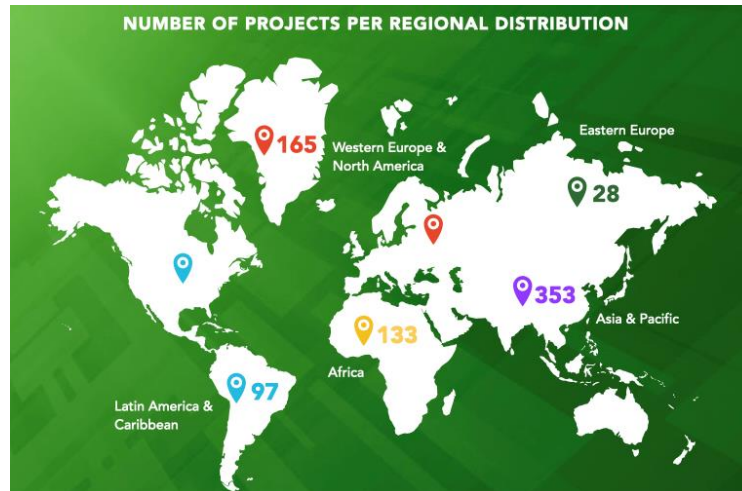 NUMBER OF PROJECTS PER REGIONAL DISTRIBUTION
165
Western Europe &
North America
Eastern Europe
28
353
Asia & Pacific
133
Africa
97
Latin America &
Caribbean